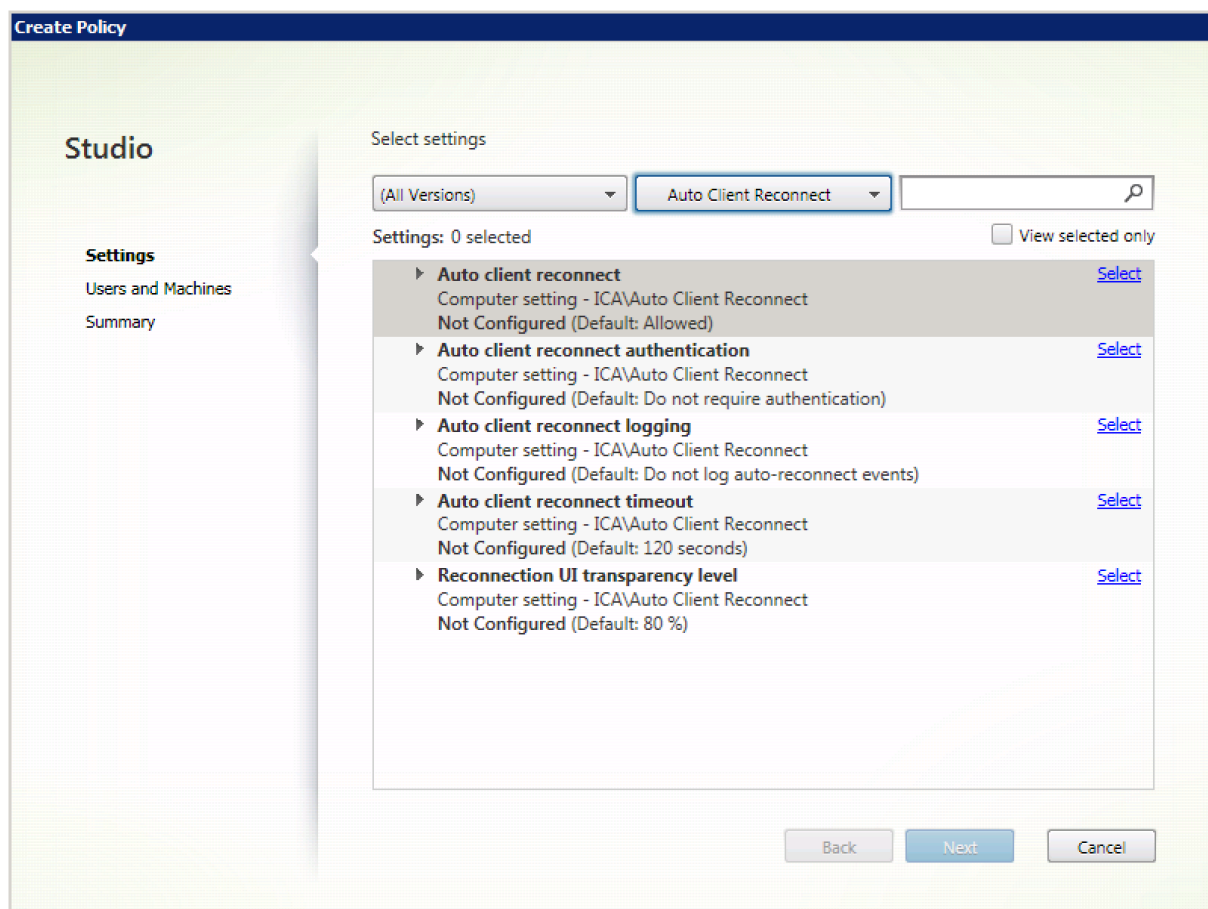 Create Policy
Studio
Settings
Users and Machines
Summary
Select settings
(All Versions)
Auto Client Reconnect
Settings: 0 selected
View selected only
Auto client reconnect
Select
Computer setting - ICA\Auto Client Reconnect
Not Configured (Default: Allowed)
Auto client reconnect authentication
Select
Computer setting - ICA\Auto Client Reconnect
Not Configured (Default: Do not require authentication)
Auto client reconnect logging
Select
Computer setting - ICA\Auto Client Reconnect
Not Configured (Default: Do not log auto-reconnect events)
Auto client reconnect timeout
Select
Computer setting - ICA\Auto Client Reconnect
Not Configured (Default: 120 seconds)
Reconnection UI transparency level
Select
Computer setting - ICA\Auto Client Reconnect
Not Configured (Default: 80 %)
Back
Next
Cancel